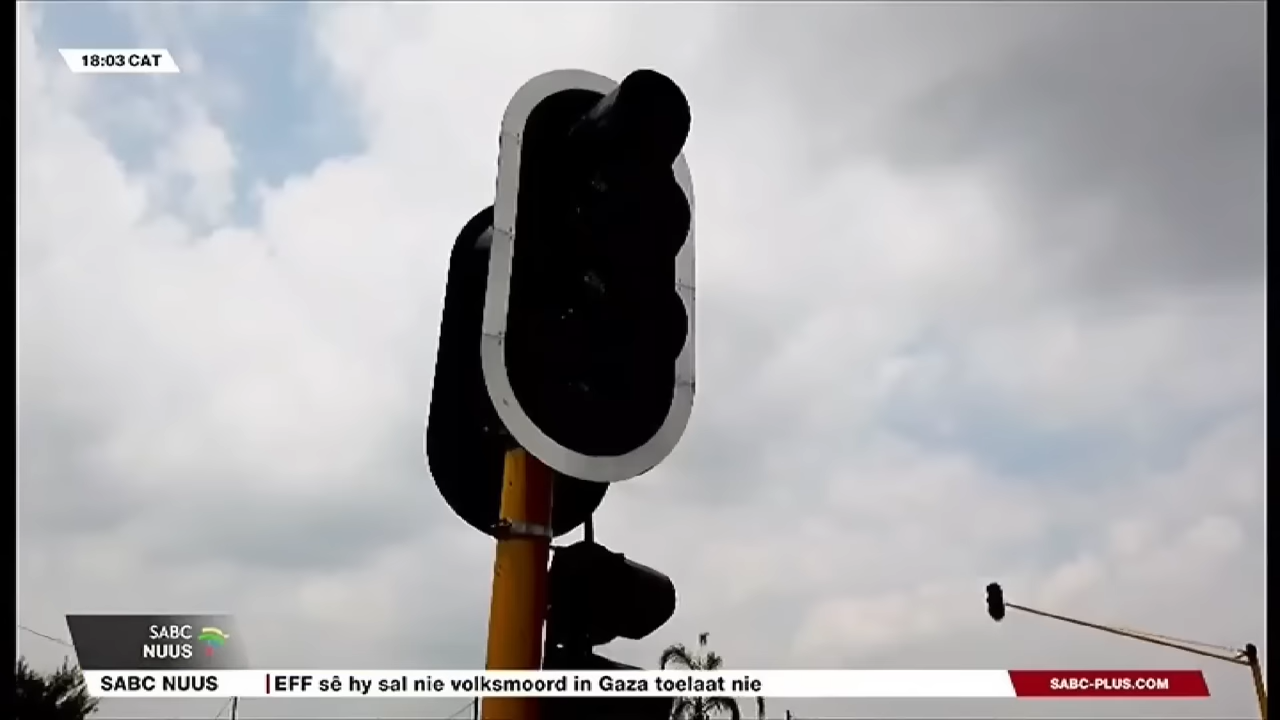 18:03 CAT
SABC
NUUS
SABC NUUS
EFF sê hy sal nie volksmoord in Gaza toelaat nie
SABC-PLUS.COM